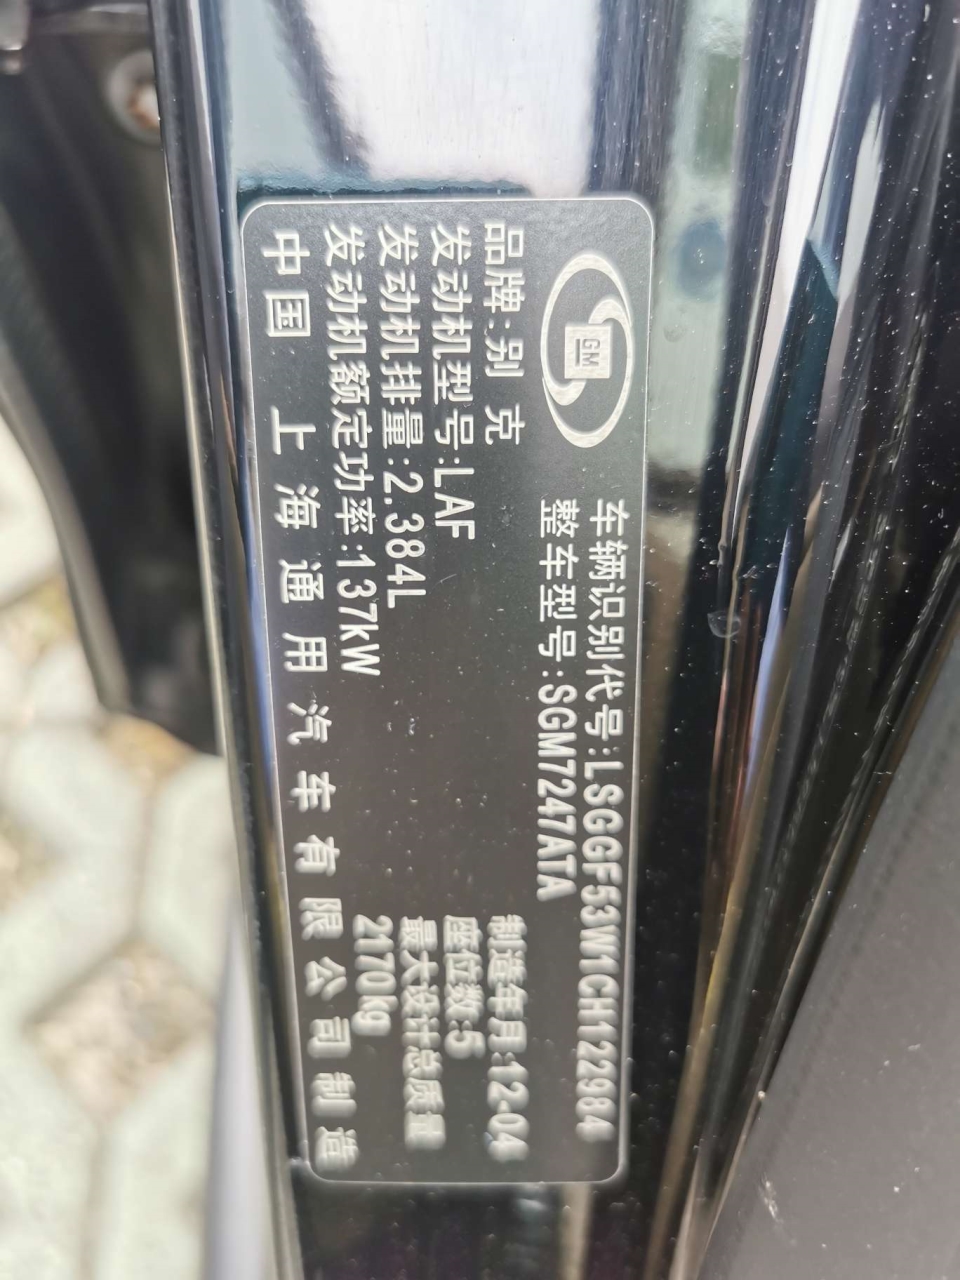 GM
车辆识别代号:LSGGF53W1CH122984
整车型号:SGM7247ATA
品牌:别 克
制造年月:12-04
发动机型号:LAF
座位数:5
发动机排量:2.384L
最大设计总质量
发动机额定功率:137kW
2170kg
中国 上海通用汽车有限公司制造